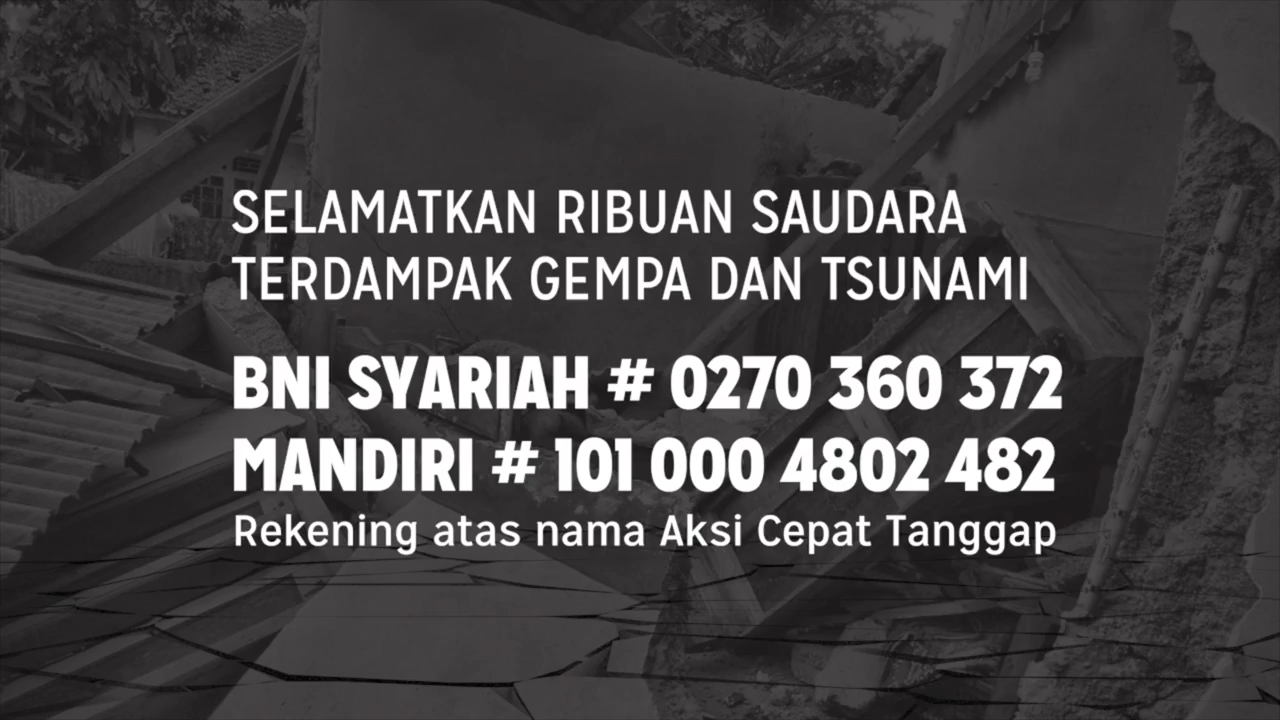 SELAMATKAN RIBUAN SAUDARA
TERDAMPAK GEMPA DAN TSUNAMI
BNI SYARIAH # 0270 360 372
MANDIRI # 101 000 4802 482
Rekening atas nama Aksi Cepat Tanggap